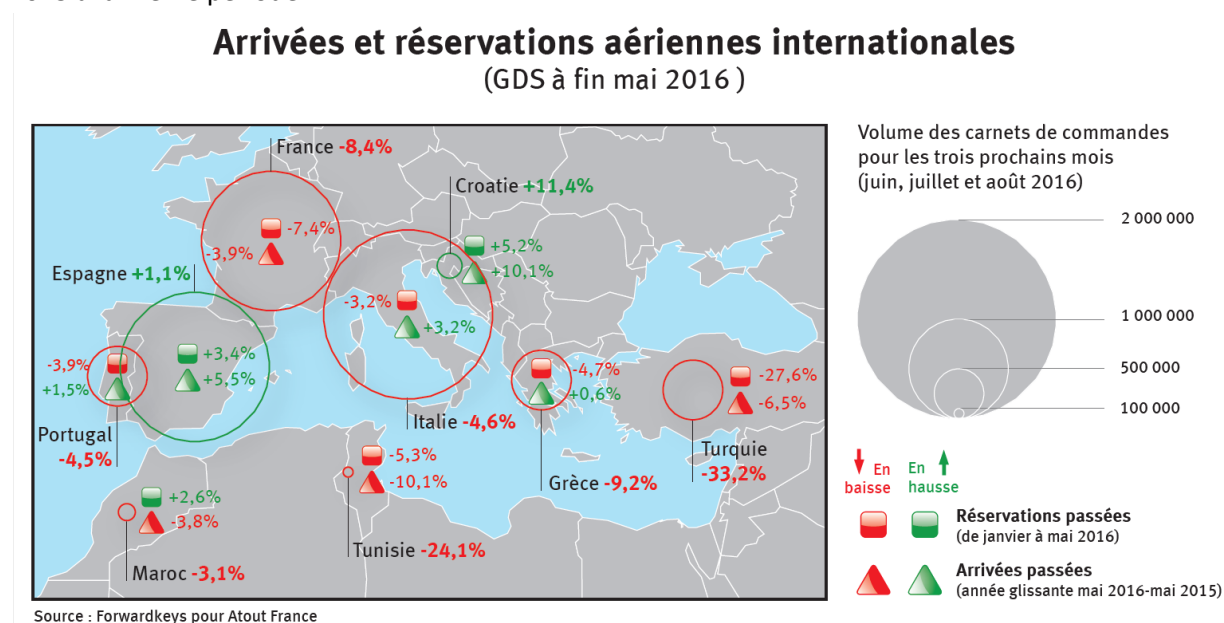 Arrivées et réservations aériennes internationales
(GDS à fin mai 2016 )
France -8,4%
-7,4%
-3,9%
Croatie +11,4%
+5,2%
+10,1%
Espagne +1,1%
+3,4%
+5,5%
-3,2%
+3,2%
Italie -4,6%
-3,9%
+1,5%
Portugal
-4,5%
-4,7%
+0,6%
Grèce -9,2%
-27,6%
-6,5%
Turquie
-33,2%
-5,3%
-10,1%
Tunisie -24,1%
+2,6%
-3,8%
Maroc -3,1%
Source : Forwardkeys pour Atout France
Volume des carnets de commandes
pour les trois prochains mois
(juin, juillet et août 2016)
2 000 000
1 000 000
500 000
100 000
En
baisse
En
hausse
Réservations passées
(de janvier à mai 2016)
Arrivées passées
(année glissante mai 2016-mai 2015)